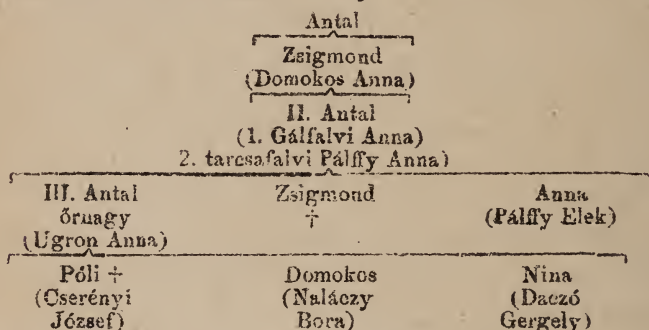 Antal
Zsigmond
(Domokos Anna)
II. Antal
(1. Gálfalvi Anna)
2. tarcsafalvi Pálffy Anna)
III. Antal Zsigmond Anna
őrnagy † (Pálffy Elek)
(Ugron Anna)
Póli † Domokos Nina
(Cserényi (Naláczy (Daczó
József) Bora) Gergely)